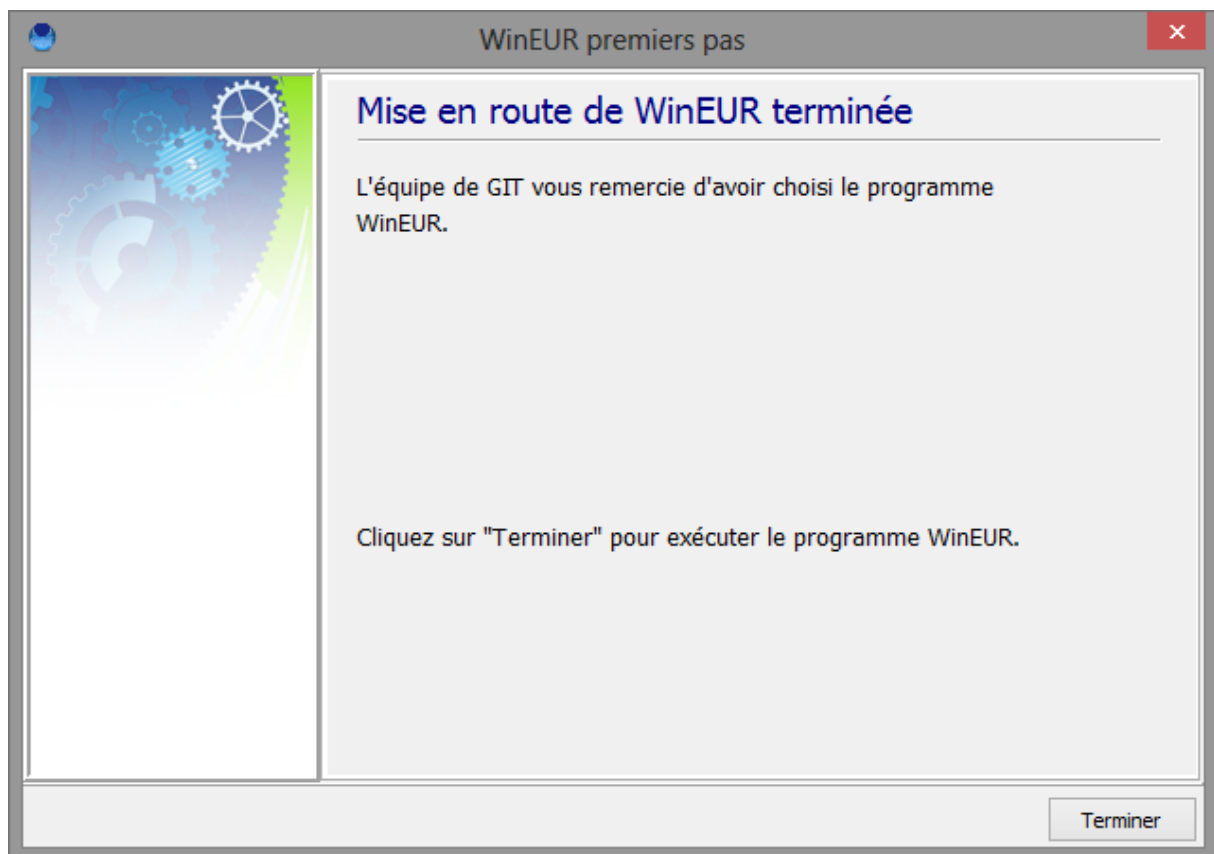 WinEUR premiers pas
Mise en route de WinEUR terminée
L'équipe de GIT vous remercie d'avoir choisi le programme
WinEUR.
Cliquez sur "Terminer" pour exécuter le programme WinEUR.
Terminer